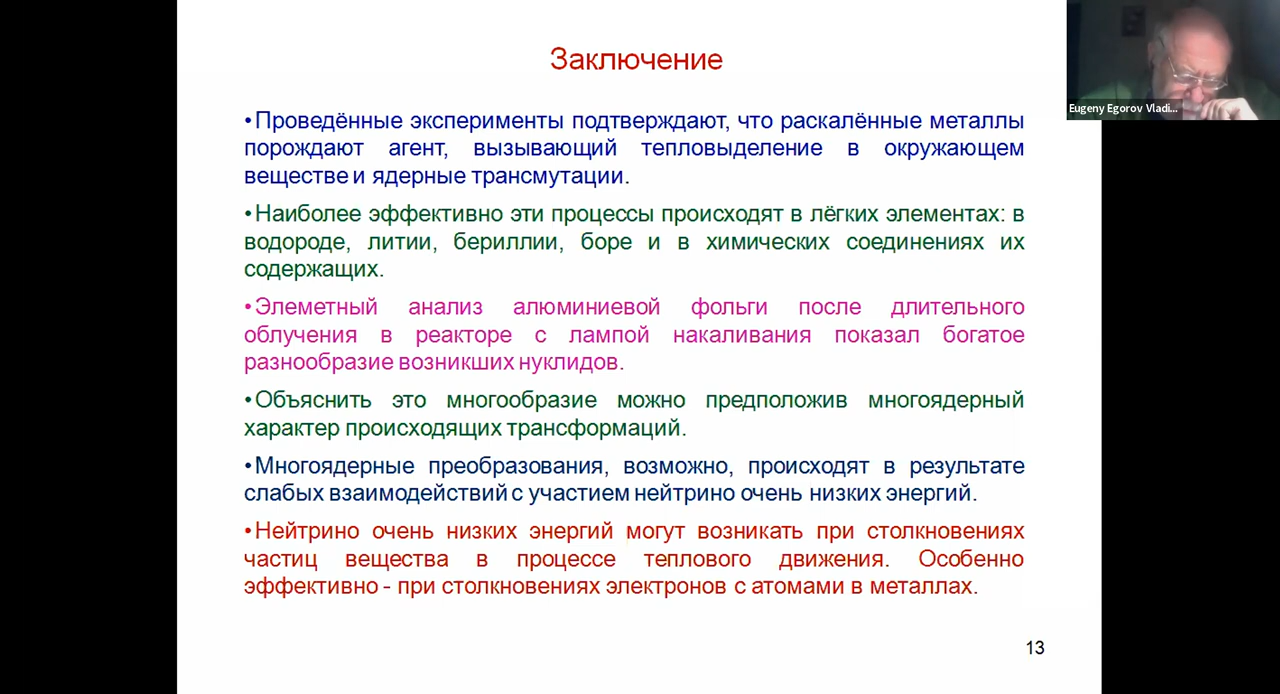 Заключение
Eugeny Egorov Vladi...
•Проведённые эксперименты подтверждают, что раскалённые металлы
порождают агент, вызывающий тепловыделение в окружающем
веществе и ядерные трансмутации.
•Наиболее эффективно эти процессы происходят в лёгких элементах: в
водороде, литии, бериллии, боре и в химических соединениях их
содержащих.
•Элеметный анализ алюминиевой фольги после длительного
облучения в реакторе с лампой накаливания показал богатое
разнообразие возникших нуклидов.
•Объяснить это многообразие можно предположив многоядерный
характер происходящих трансформаций.
•Многоядерные преобразования, возможно, происходят в результате
слабых взаимодействий с участием нейтрино очень низких энергий.
•Нейтрино очень низких энергий могут возникать при столкновениях
частиц вещества в процессе теплового движения. Особенно
эффективно - при столкновениях электронов с атомами в металлах.
13